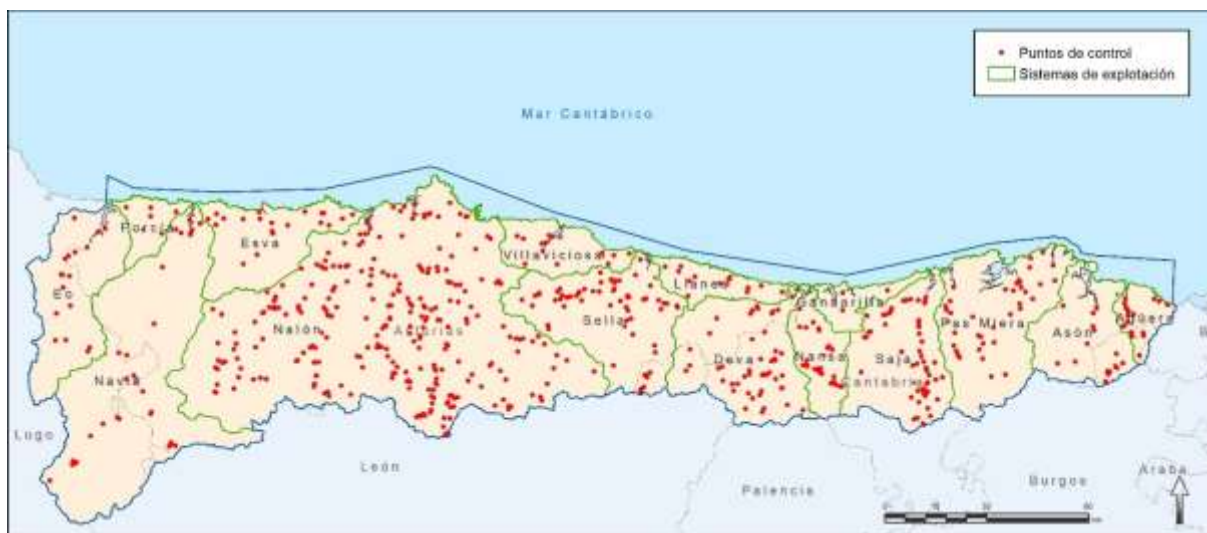 Puntos de control
Sistemas de explotación
Mar Cantábrico
Porcía
Esva
Villaviciosa
Eo
Llanes
Gandarilla
Nalón
Asturias
Sella
Pas Miera
Agüera
Asón
Deva
Nansa
Saja
Navia
Cantabria
Lugo
León
Palencia
Burgos
Araba